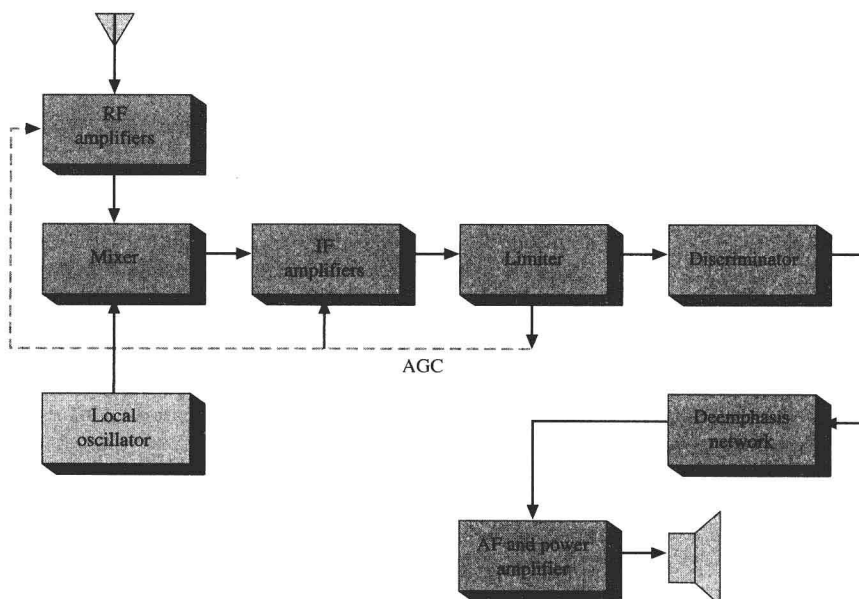 RF
amplifiers
Mixer
IF
amplifiers
Limiter
Discriminator
AGC
Local
oscillator
Deemphasis
network
AF and power
amplifier